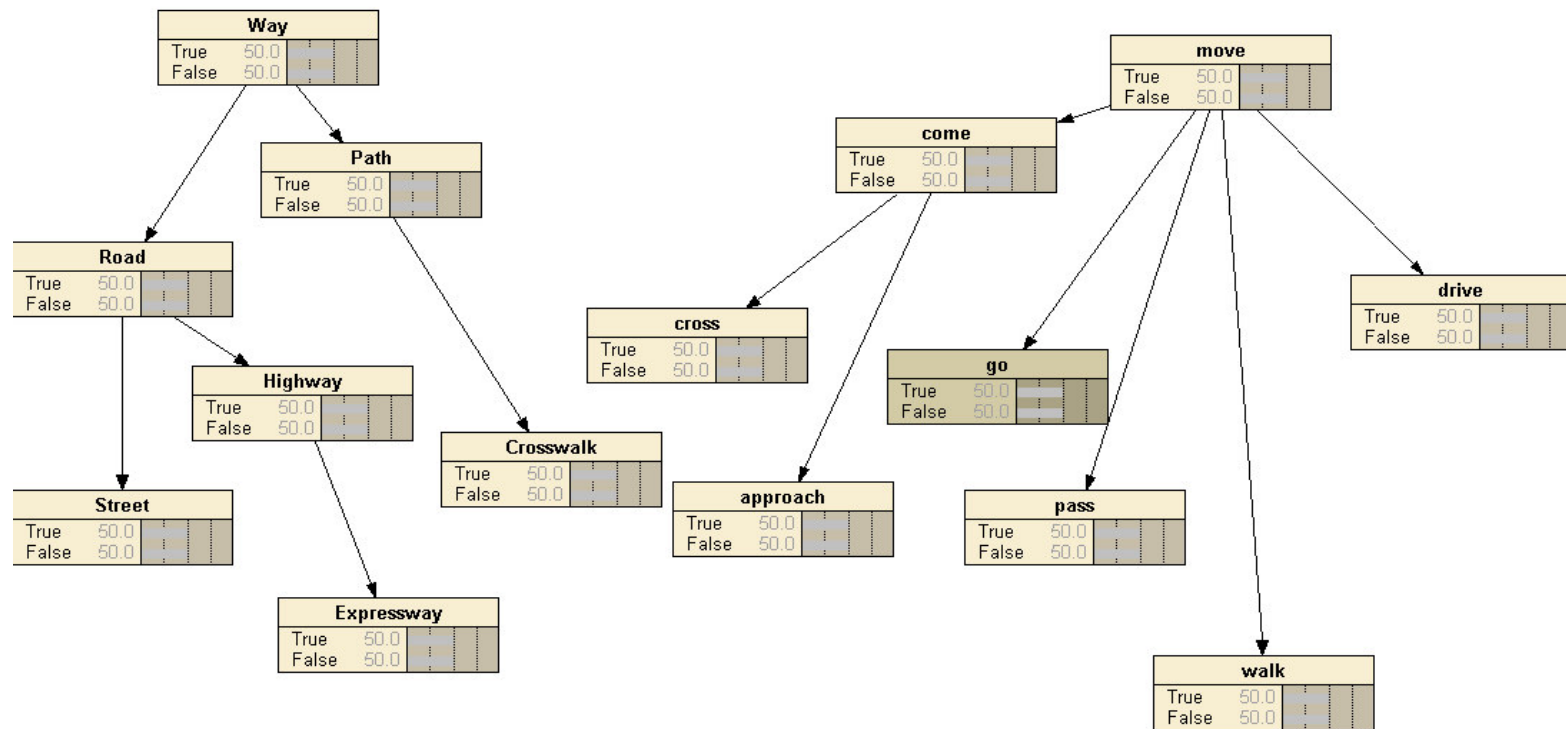 Way
True 50.0
False 50.0
move
True 50.0
False 50.0
come
True 50.0
False 50.0
Path
True 50.0
False 50.0
Road
True 50.0
False 50.0
drive
True 50.0
False 50.0
cross
True 50.0
False 50.0
go
True 50.0
False 50.0
Highway
True 50.0
False 50.0
Crosswalk
True 50.0
False 50.0
approach
True 50.0
False 50.0
Street
True 50.0
False 50.0
pass
True 50.0
False 50.0
Expressway
True 50.0
False 50.0
walk
True 50.0
False 50.0